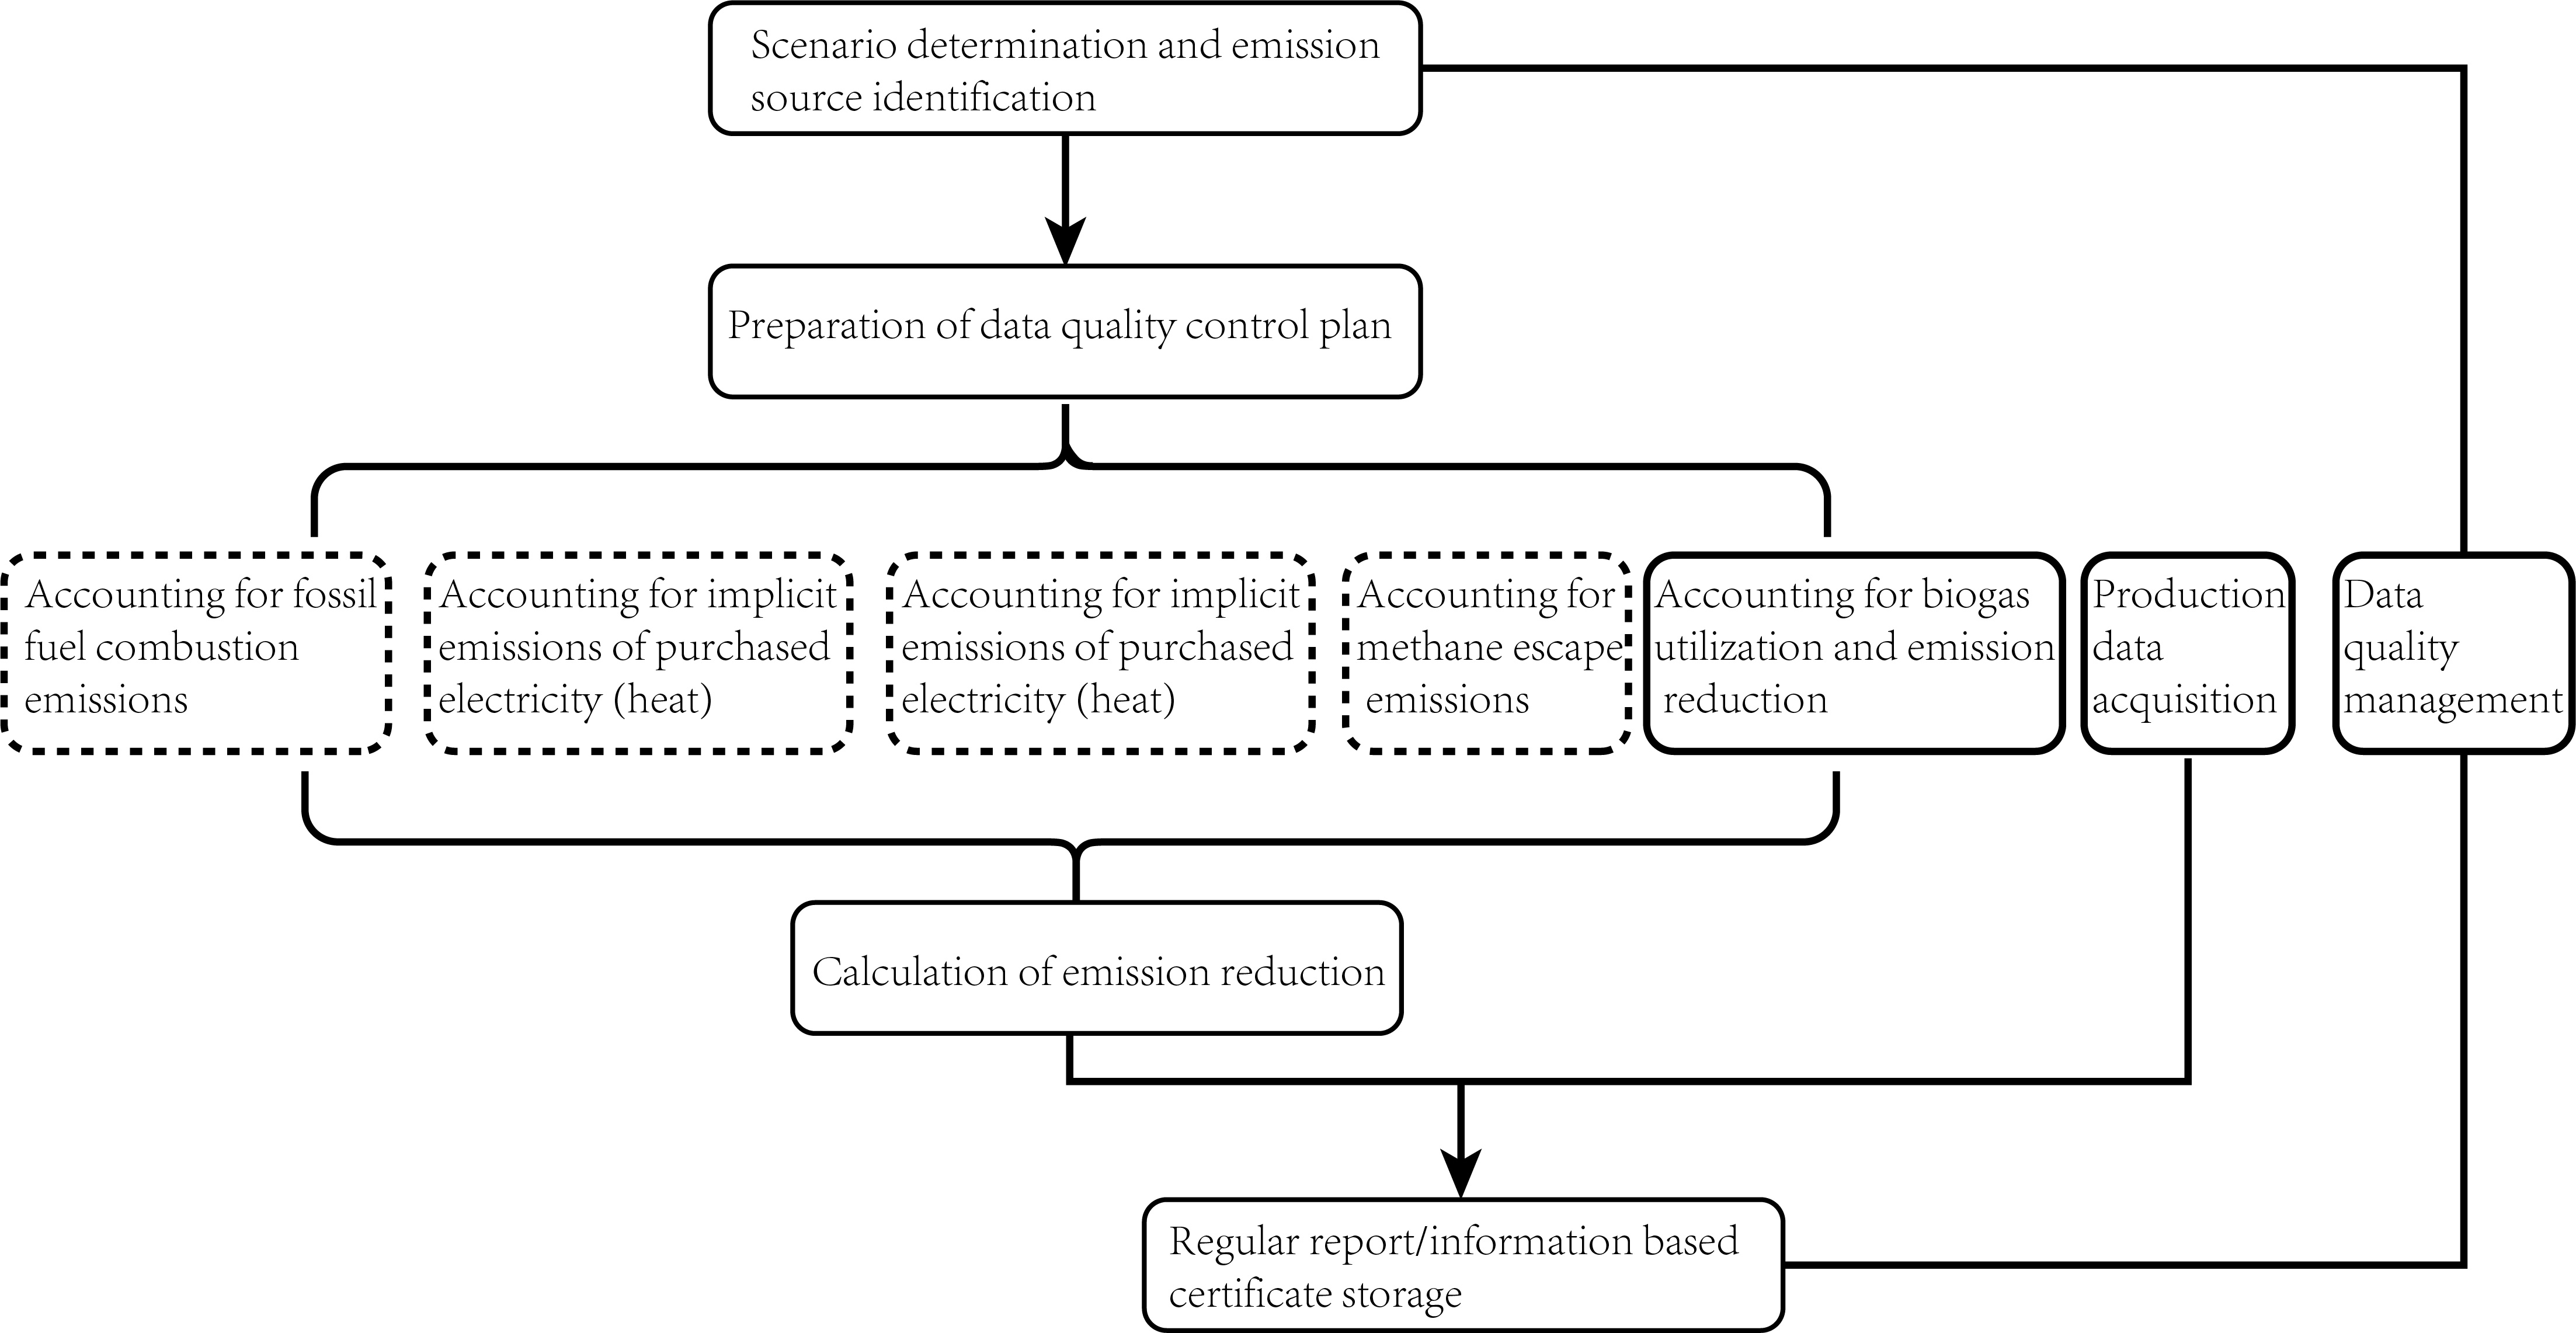 Scenario determination and emission
source identification
Preparation of data quality control plan
Accounting for fossil
fuel combustion
emissions
Accounting for implicit
emissions of purchased
electricity (heat)
Accounting for implicit
emissions of purchased
electricity (heat)
Accounting for
methane escape
emissions
Accounting for biogas
utilization and emission
reduction
Production
data
acquisition
Data
quality
management
Calculation of emission reduction
Regular report/information based
certificate storage